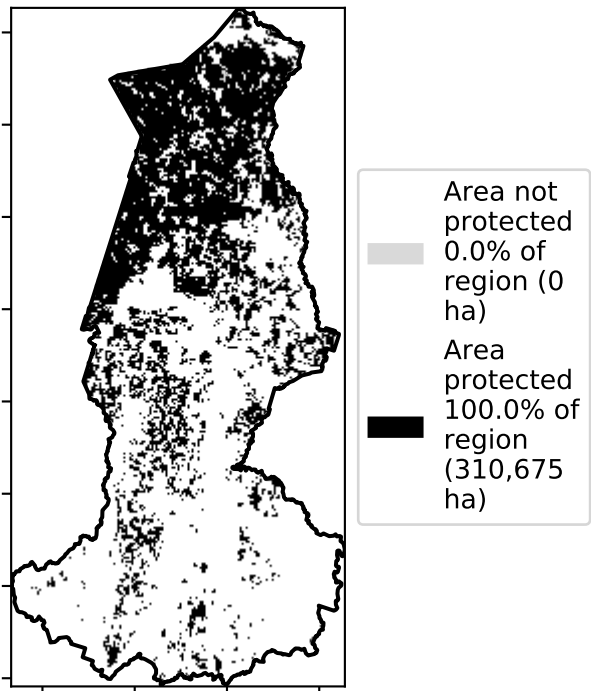 Area not
protected
0.0% of
region (0
ha)
Area
protected
100.0% of
region
(310,675
ha)